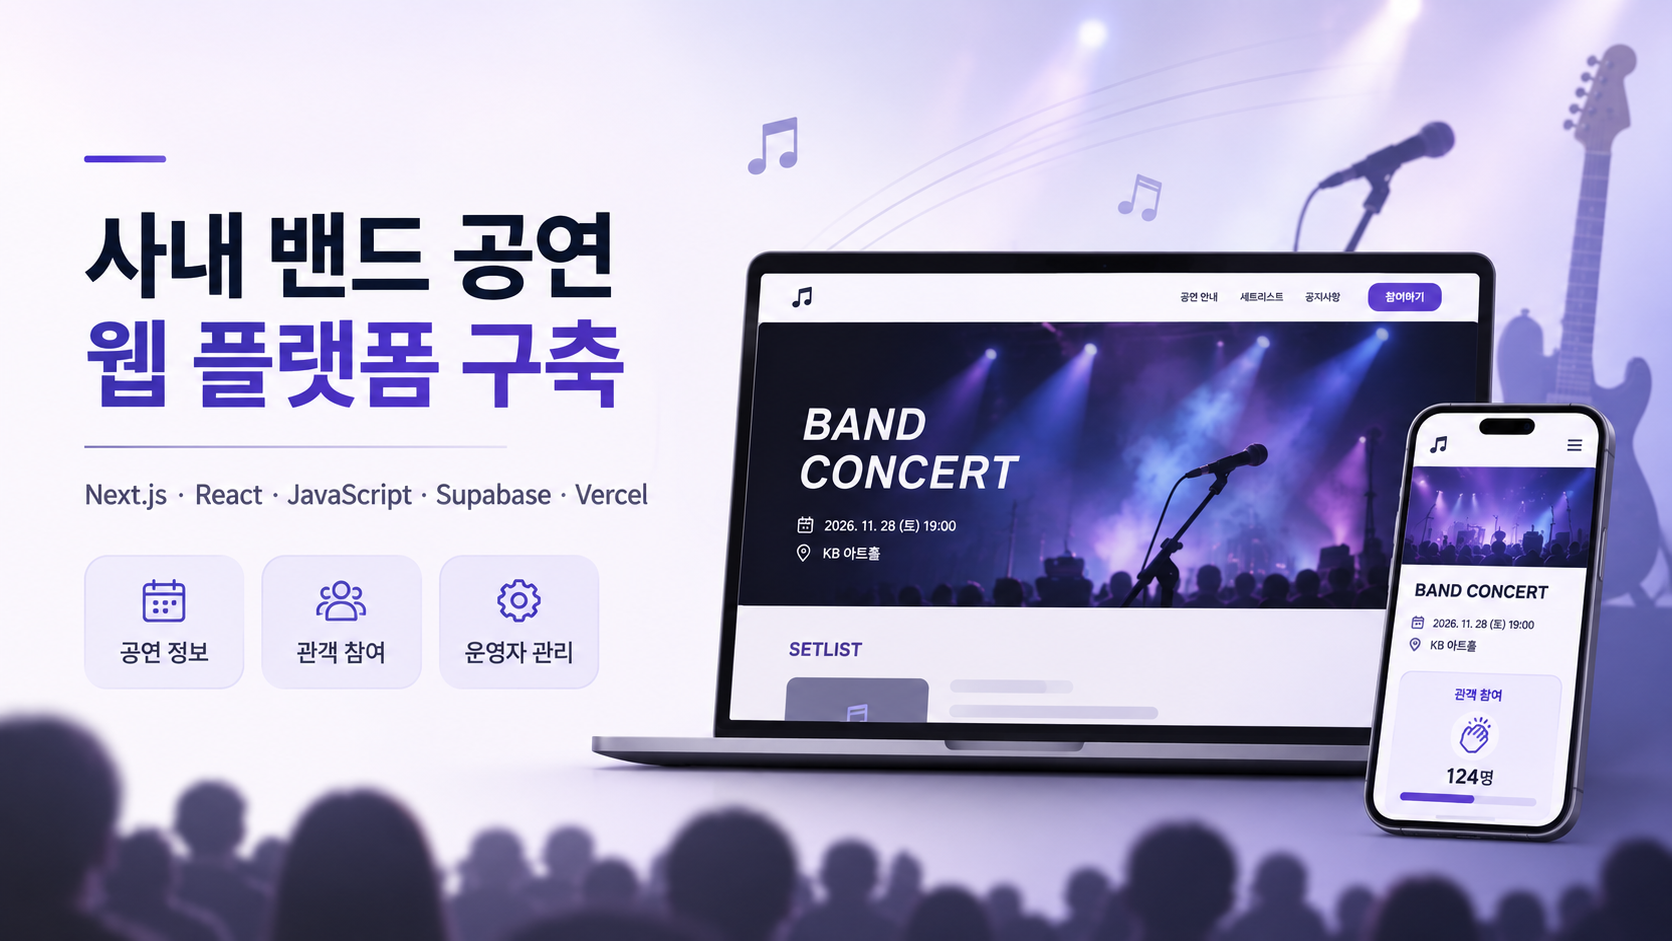 사내 밴드 공연
웹 플랫폼 구축
Next.js · React · JavaScript · Supabase · Vercel
공연 정보
관객 참여
운영자 관리
공연 안내
세트리스트
공지사항
참여하기
BAND
CONCERT
2026. 11. 28 (토) 19:00
KB 아트홀
SETLIST
BAND CONCERT
2026. 11. 28 (토) 19:00
KB 아트홀
관객 참여
124명